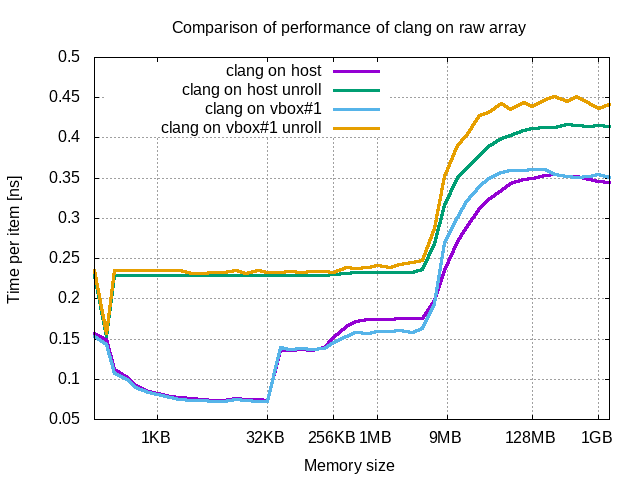 Comparison of performance of clang on raw array
0.5
0.45
0.4
0.35
0.3
0.25
0.2
0.15
0.1
0.05
Time per item [ns]
clang on host
clang on host unroll
clang on vbox#1
clang on vbox#1 unroll
1KB 32KB 256KB 1MB 9MB 128MB 1GB
Memory size